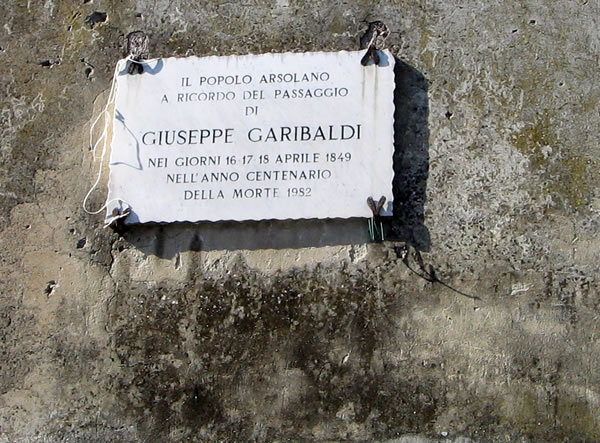 IL POPOLO ARSOLANO
A RICORDO DEL PASSAGGIO
DI
GIUSEPPE GARIBALDI
NEI GIORNI 16-17-18 APRILE 1849
NELL'ANNO CENTENARIO
DELLA MORTE 1982